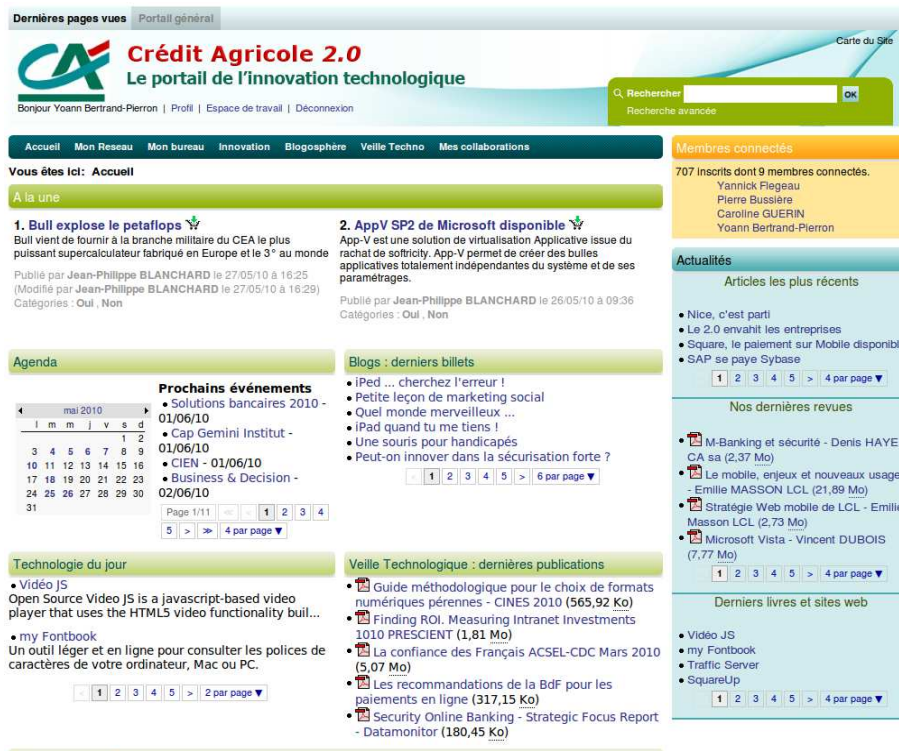 Dernières pages vues Portail général
Crédit Agricole 2.0
Le portail de l'innovation technologique
Carte du Site
Bonjour Yoann Bertrand-Pierron | Profil | Espace de travail | Déconnexion
Rechercher OK
Recherche avancée
Accueil Mon Reseau Mon bureau Innovation Blogosphère Veille Techno Mes collaborations
Vous êtes ici: Accueil
A la une
1. Bull explose le petaflops
Bull vient de fournir à la branche militaire du CEA le plus
puissant supercalculateur fabriqué en Europe et le 3° au monde
Publié par Jean-Philippe BLANCHARD le 27/05/10 à 16:25
(Modifié par Jean-Philippe BLANCHARD le 27/05/10 à 16:29)
Catégories : Oui , Non
2. AppV SP2 de Microsoft disponible
App-V est une solution de virtualisation Applicative issue du
rachat de softricity. App-V permet de créer des bulles
applicatives totalement indépendantes du système et de ses
paramétrages.
Publié par Jean-Philippe BLANCHARD le 26/05/10 à 09:36
Catégories : Oui , Non
Agenda
mai 2010
l m m j v s d
1 2
3 4 5 6 7 8 9
10 11 12 13 14 15 16
17 18 19 20 21 22 23
24 25 26 27 28 29 30
31
Prochains événements
Solutions bancaires 2010 -
01/06/10
Cap Gemini Institut -
01/06/10
CIEN - 01/06/10
Business & Decision -
02/06/10
Page 1/11 << < 1 2 3 4
5 > >> 4 par page ▼
Blogs : derniers billets
iPed ... cherchez l'erreur !
Petite leçon de marketing social
Quel monde merveilleux ...
iPad quand tu me tiens !
Une souris pour handicapés
Peut-on innover dans la sécurisation forte ?
< 1 2 3 4 5 > 6 par page ▼
Technologie du jour
Vidéo JS
Open Source Video JS is a javascript-based video
player that uses the HTML5 video functionality buil...
my Fontbook
Un outil léger et en ligne pour consulter les polices de
caractères de votre ordinateur, Mac ou PC.
< 1 2 3 4 5 > 2 par page ▼
Veille Technologique : dernières publications
Guide méthodologique pour le choix de formats
numériques pérennes - CINES 2010 (565,92 Ko)
Finding ROI. Measuring Intranet Investments
1010 PRESCIENT (1,81 Mo)
La confiance des Français ACSEL-CDC Mars 2010
(5,07 Mo)
Les recommandations de la BdF pour les
paiements en ligne (317,15 Ko)
Security Online Banking - Strategic Focus Report
- Datamonitor (180,45 Ko)
Membres connectés
707 inscrits dont 9 membres connectés.
Yannick Flegeau
Pierre Bussière
Caroline GUERIN
Yoann Bertrand-Pierron
Actualités
Articles les plus récents
Nice, c'est parti
Le 2.0 envahit les entreprises
Square, le paiement sur Mobile disponibl
SAP se paye Sybase
1 2 3 4 5 > 4 par page ▼
Nos dernières revues
M-Banking et sécurité - Denis HAYE
CA sa (2,37 Mo)
Le mobile, enjeux et nouveaux usage
- Emilie MASSON LCL (21,89 Mo)
Stratégie Web mobile de LCL - Emilie
Masson LCL (2,73 Mo)
Microsoft Vista - Vincent DUBOIS
(7,77 Mo)
1 2 3 4 5 > 4 par page ▼
Derniers livres et sites web
Vidéo JS
my Fontbook
Traffic Server
SquareUp
1 2 3 4 5 > 4 par page ▼